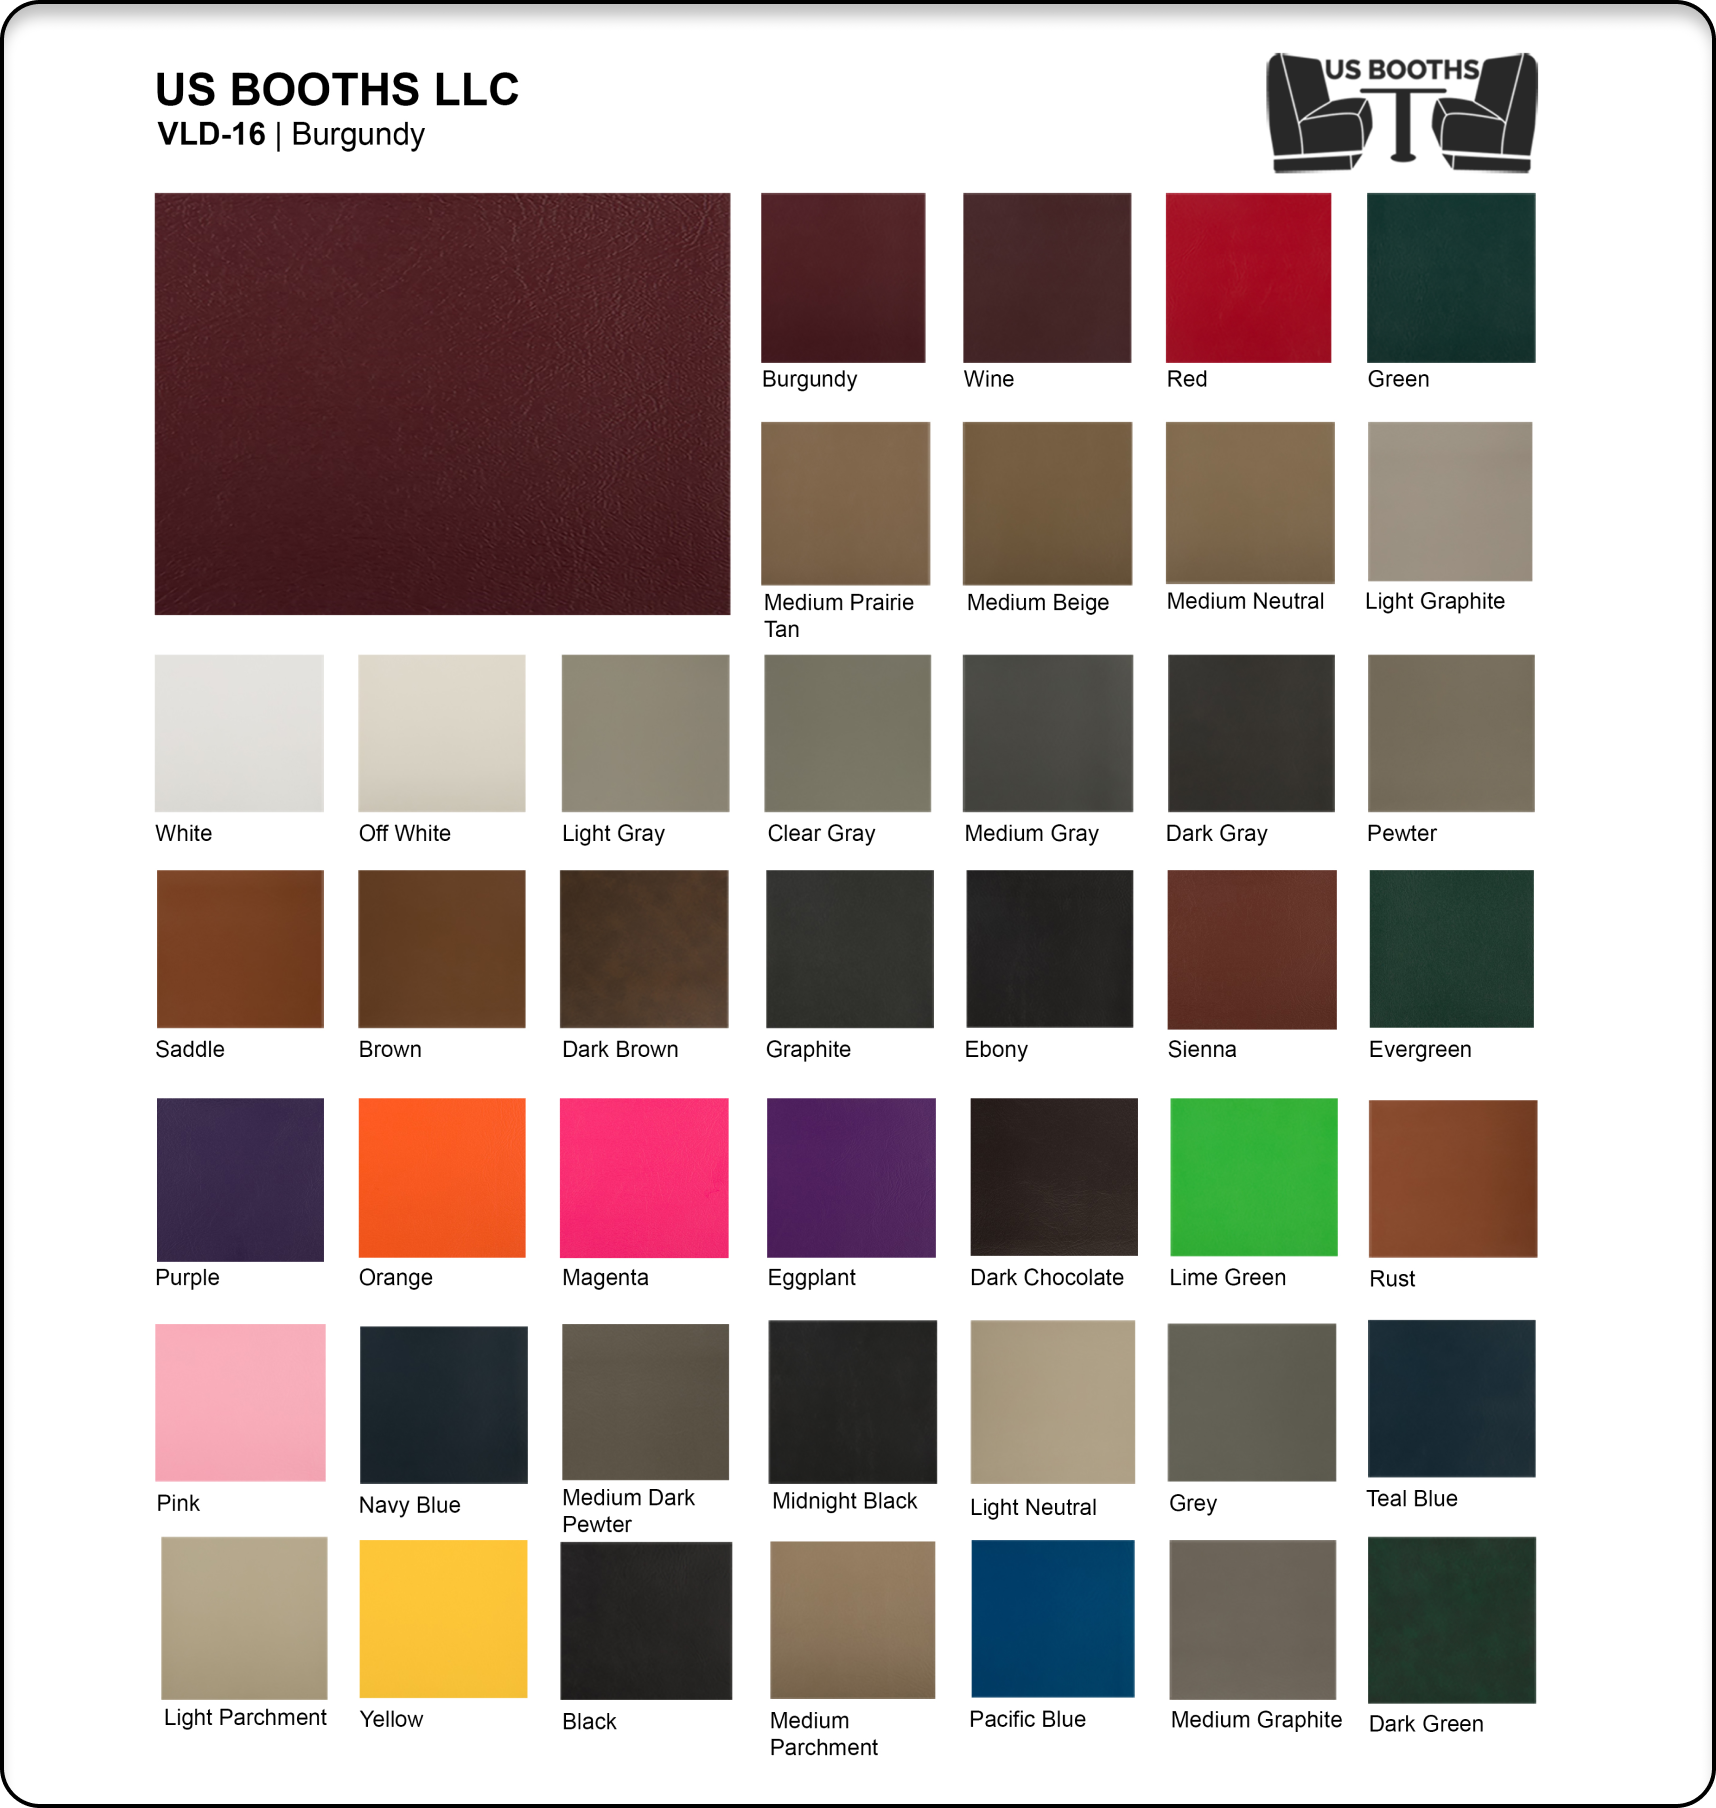 US BOOTHS LLC
VLD-16 | Burgundy
US BOOTHS
Burgundy
Wine
Red
Green
Medium Prairie
Tan
Medium Beige
Medium Neutral
Light Graphite
White
Off White
Light Gray
Clear Gray
Medium Gray
Dark Gray
Pewter
Saddle
Brown
Dark Brown
Graphite
Ebony
Sienna
Evergreen
Purple
Orange
Magenta
Eggplant
Dark Chocolate
Lime Green
Rust
Pink
Navy Blue
Medium Dark
Pewter
Midnight Black
Light Neutral
Grey
Teal Blue
Light Parchment
Yellow
Black
Medium
Parchment
Pacific Blue
Medium Graphite
Dark Green